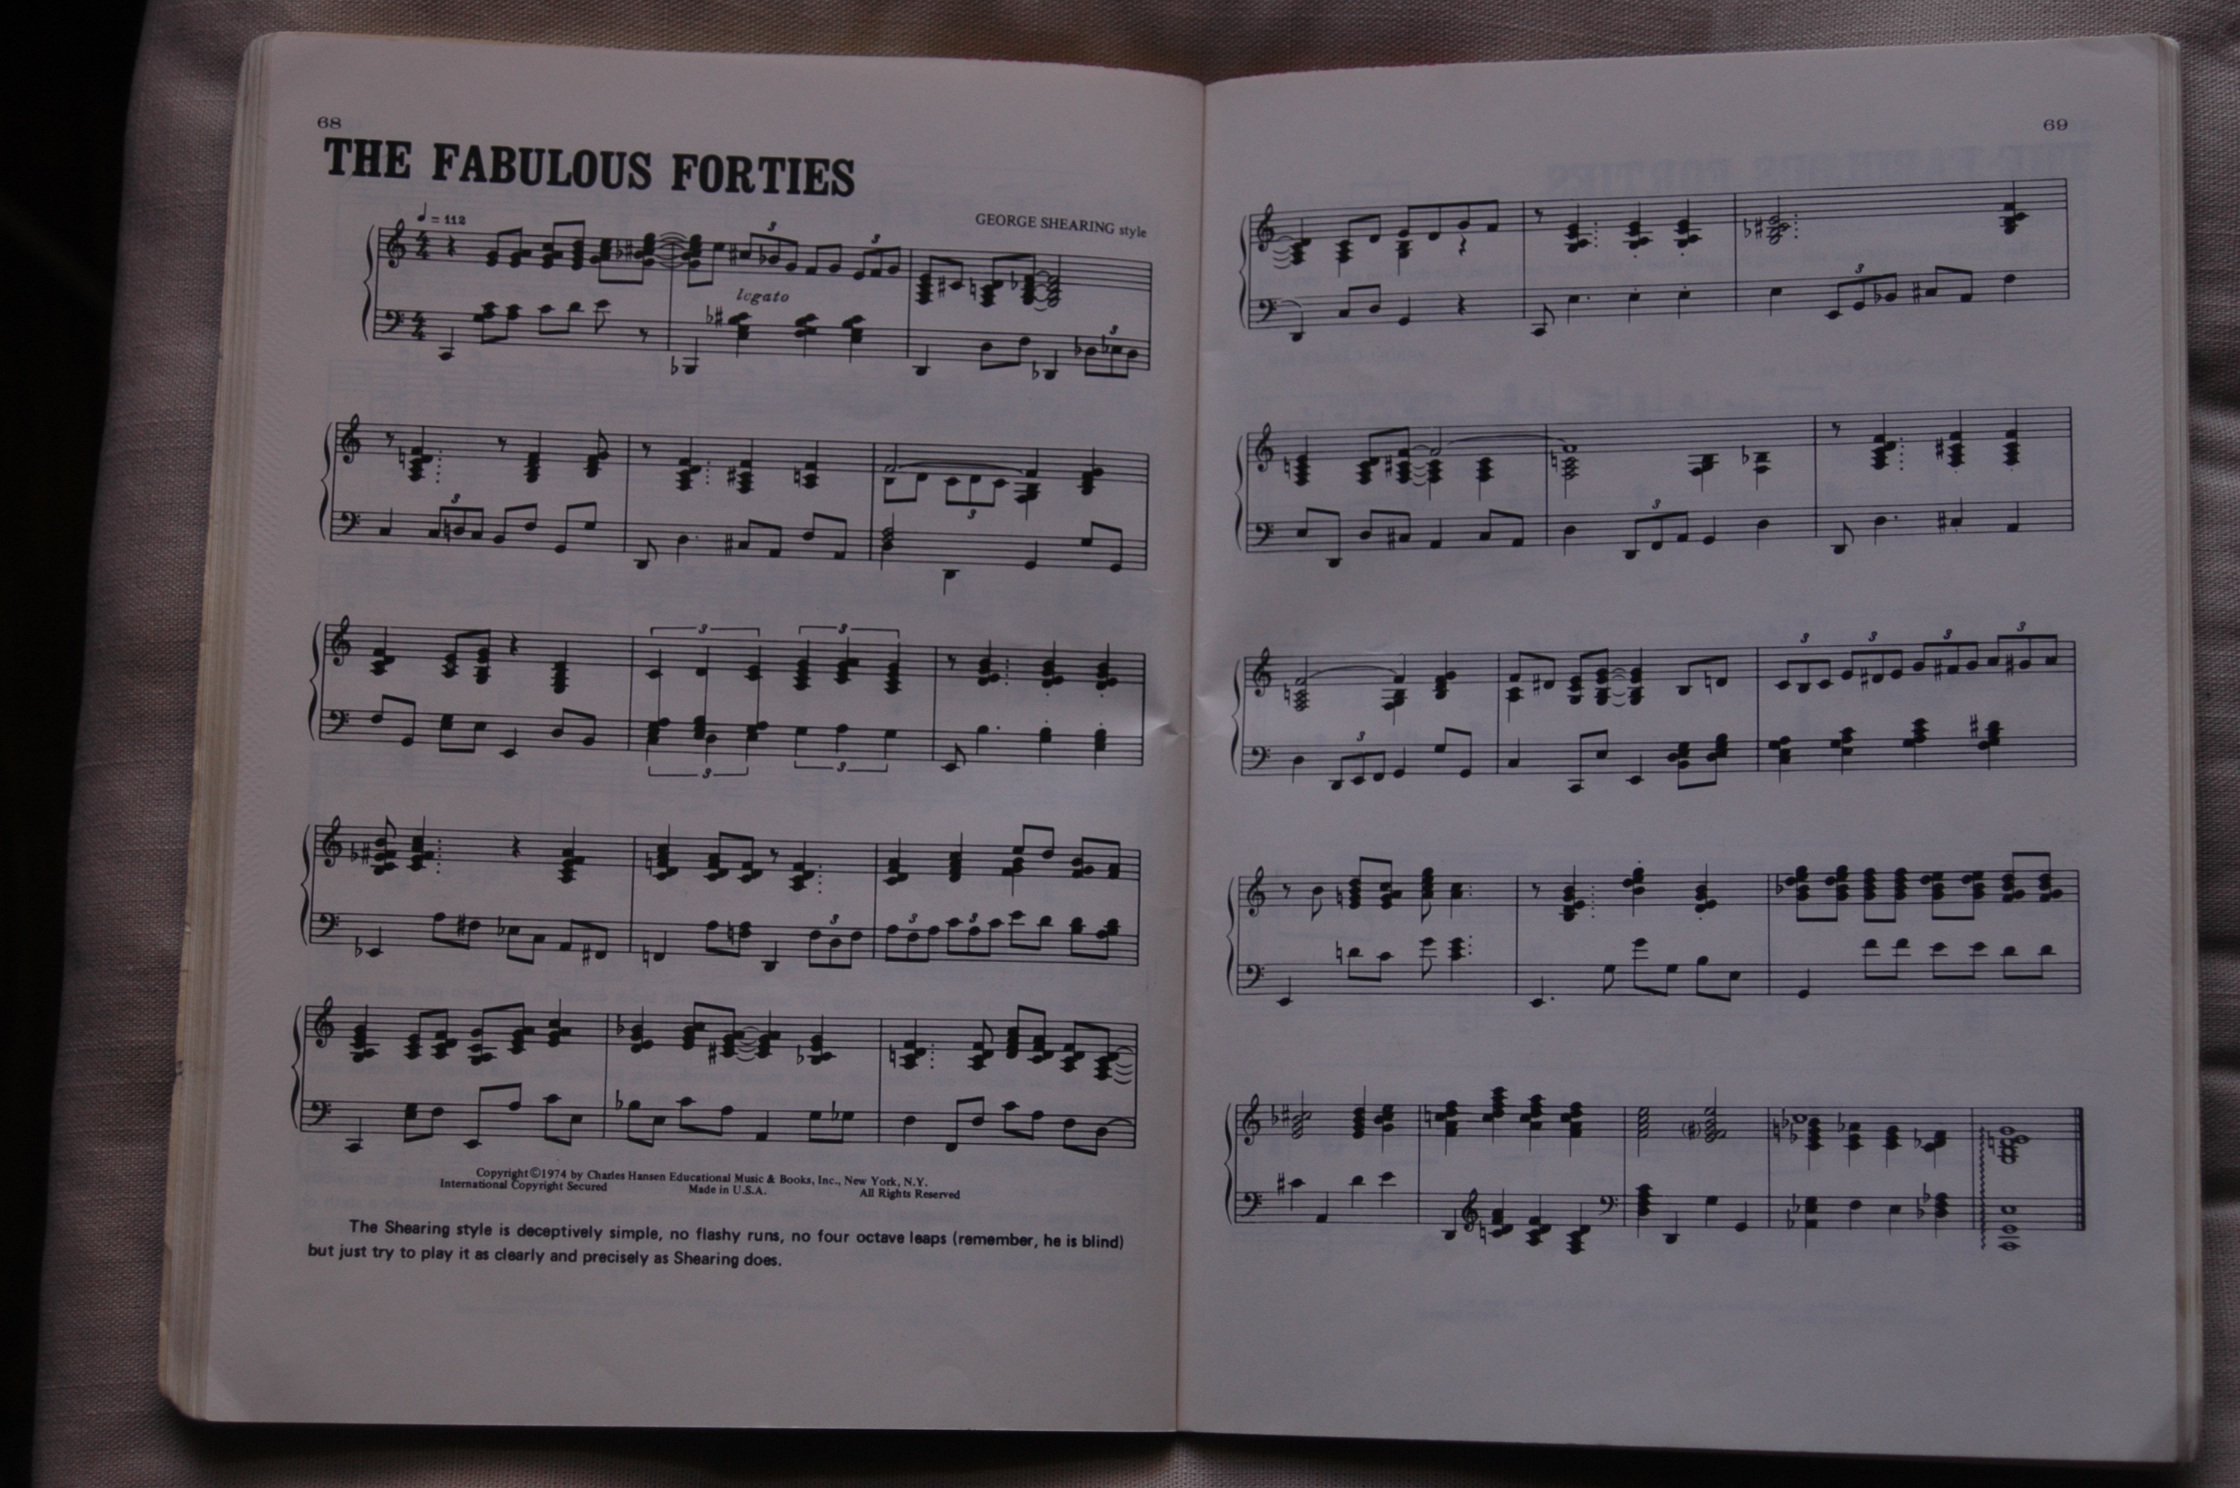 68
THE FABULOUS FORTIES
♩ = 112
GEORGE SHEARING style
legato
Copyright©1974 by Charles Hansen Educational Music & Books, Inc., New York, N.Y.
International Copyright Secured Made in U.S.A. All Rights Reserved
The Shearing style is deceptively simple, no flashy runs, no four octave leaps (remember, he is blind)
but just try to play it as clearly and precisely as Shearing does.
69